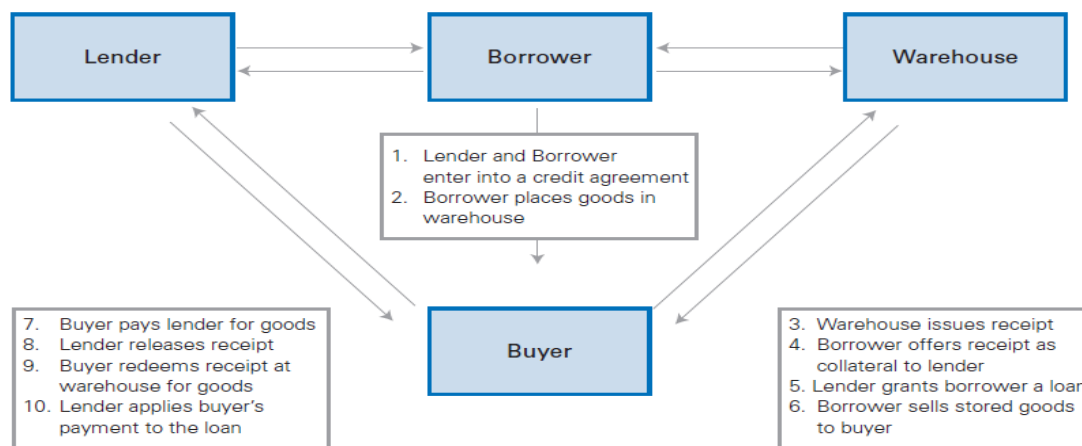 Lender
Borrower
Warehouse
1. Lender and Borrower
enter into a credit agreement
2. Borrower places goods in
warehouse
7. Buyer pays lender for goods
8. Lender releases receipt
9. Buyer redeems receipt at
warehouse for goods
10. Lender applies buyer's
payment to the loan
Buyer
3. Warehouse issues receipt
4. Borrower offers receipt as
collateral to lender
5. Lender grants borrower a loan
6. Borrower sells stored goods
to buyer